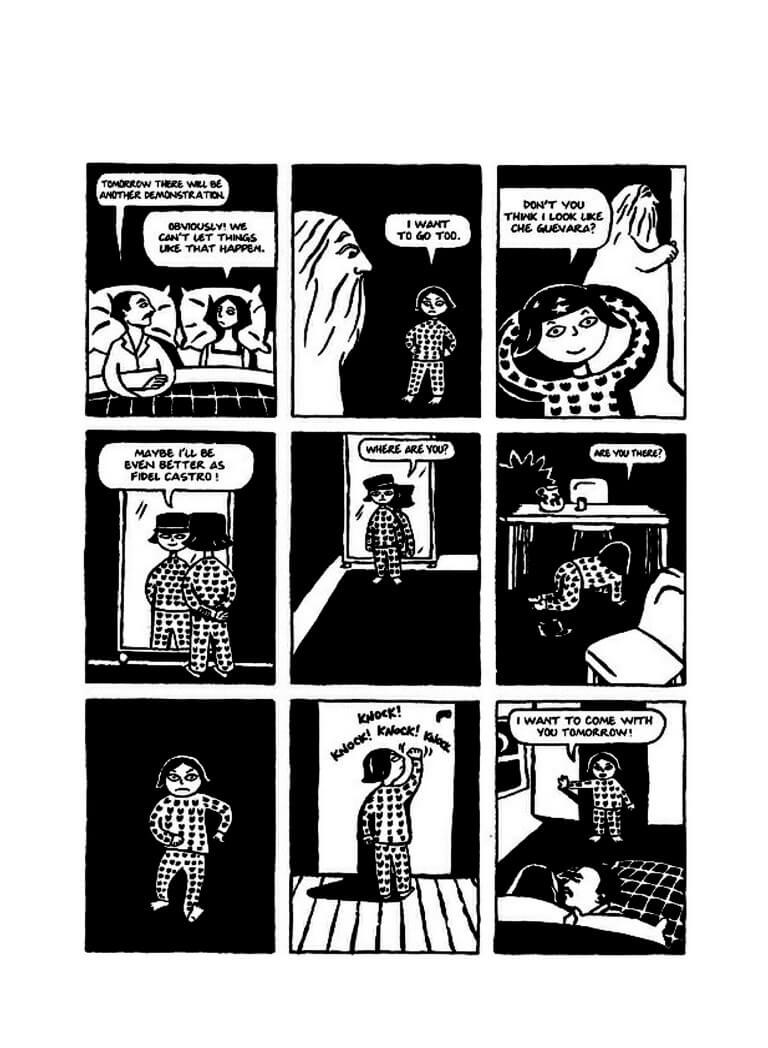 TOMORROW THERE WILL BE
ANOTHER DEMONSTRATION.
OBVIOUSLY! WE
CAN'T LET THINGS
LIKE THAT HAPPEN.
I WANT
TO GO TOO.
DON'T YOU
THINK I LOOK LIKE
CHE GUEVARA?
MAYBE I'LL BE
EVEN BETTER AS
FIDEL CASTRO!
WHERE ARE YOU?
ARE YOU THERE?
KNOCK!
KNOCK! KNOCK! KNOCK
I WANT TO COME WITH
YOU TOMORROW!